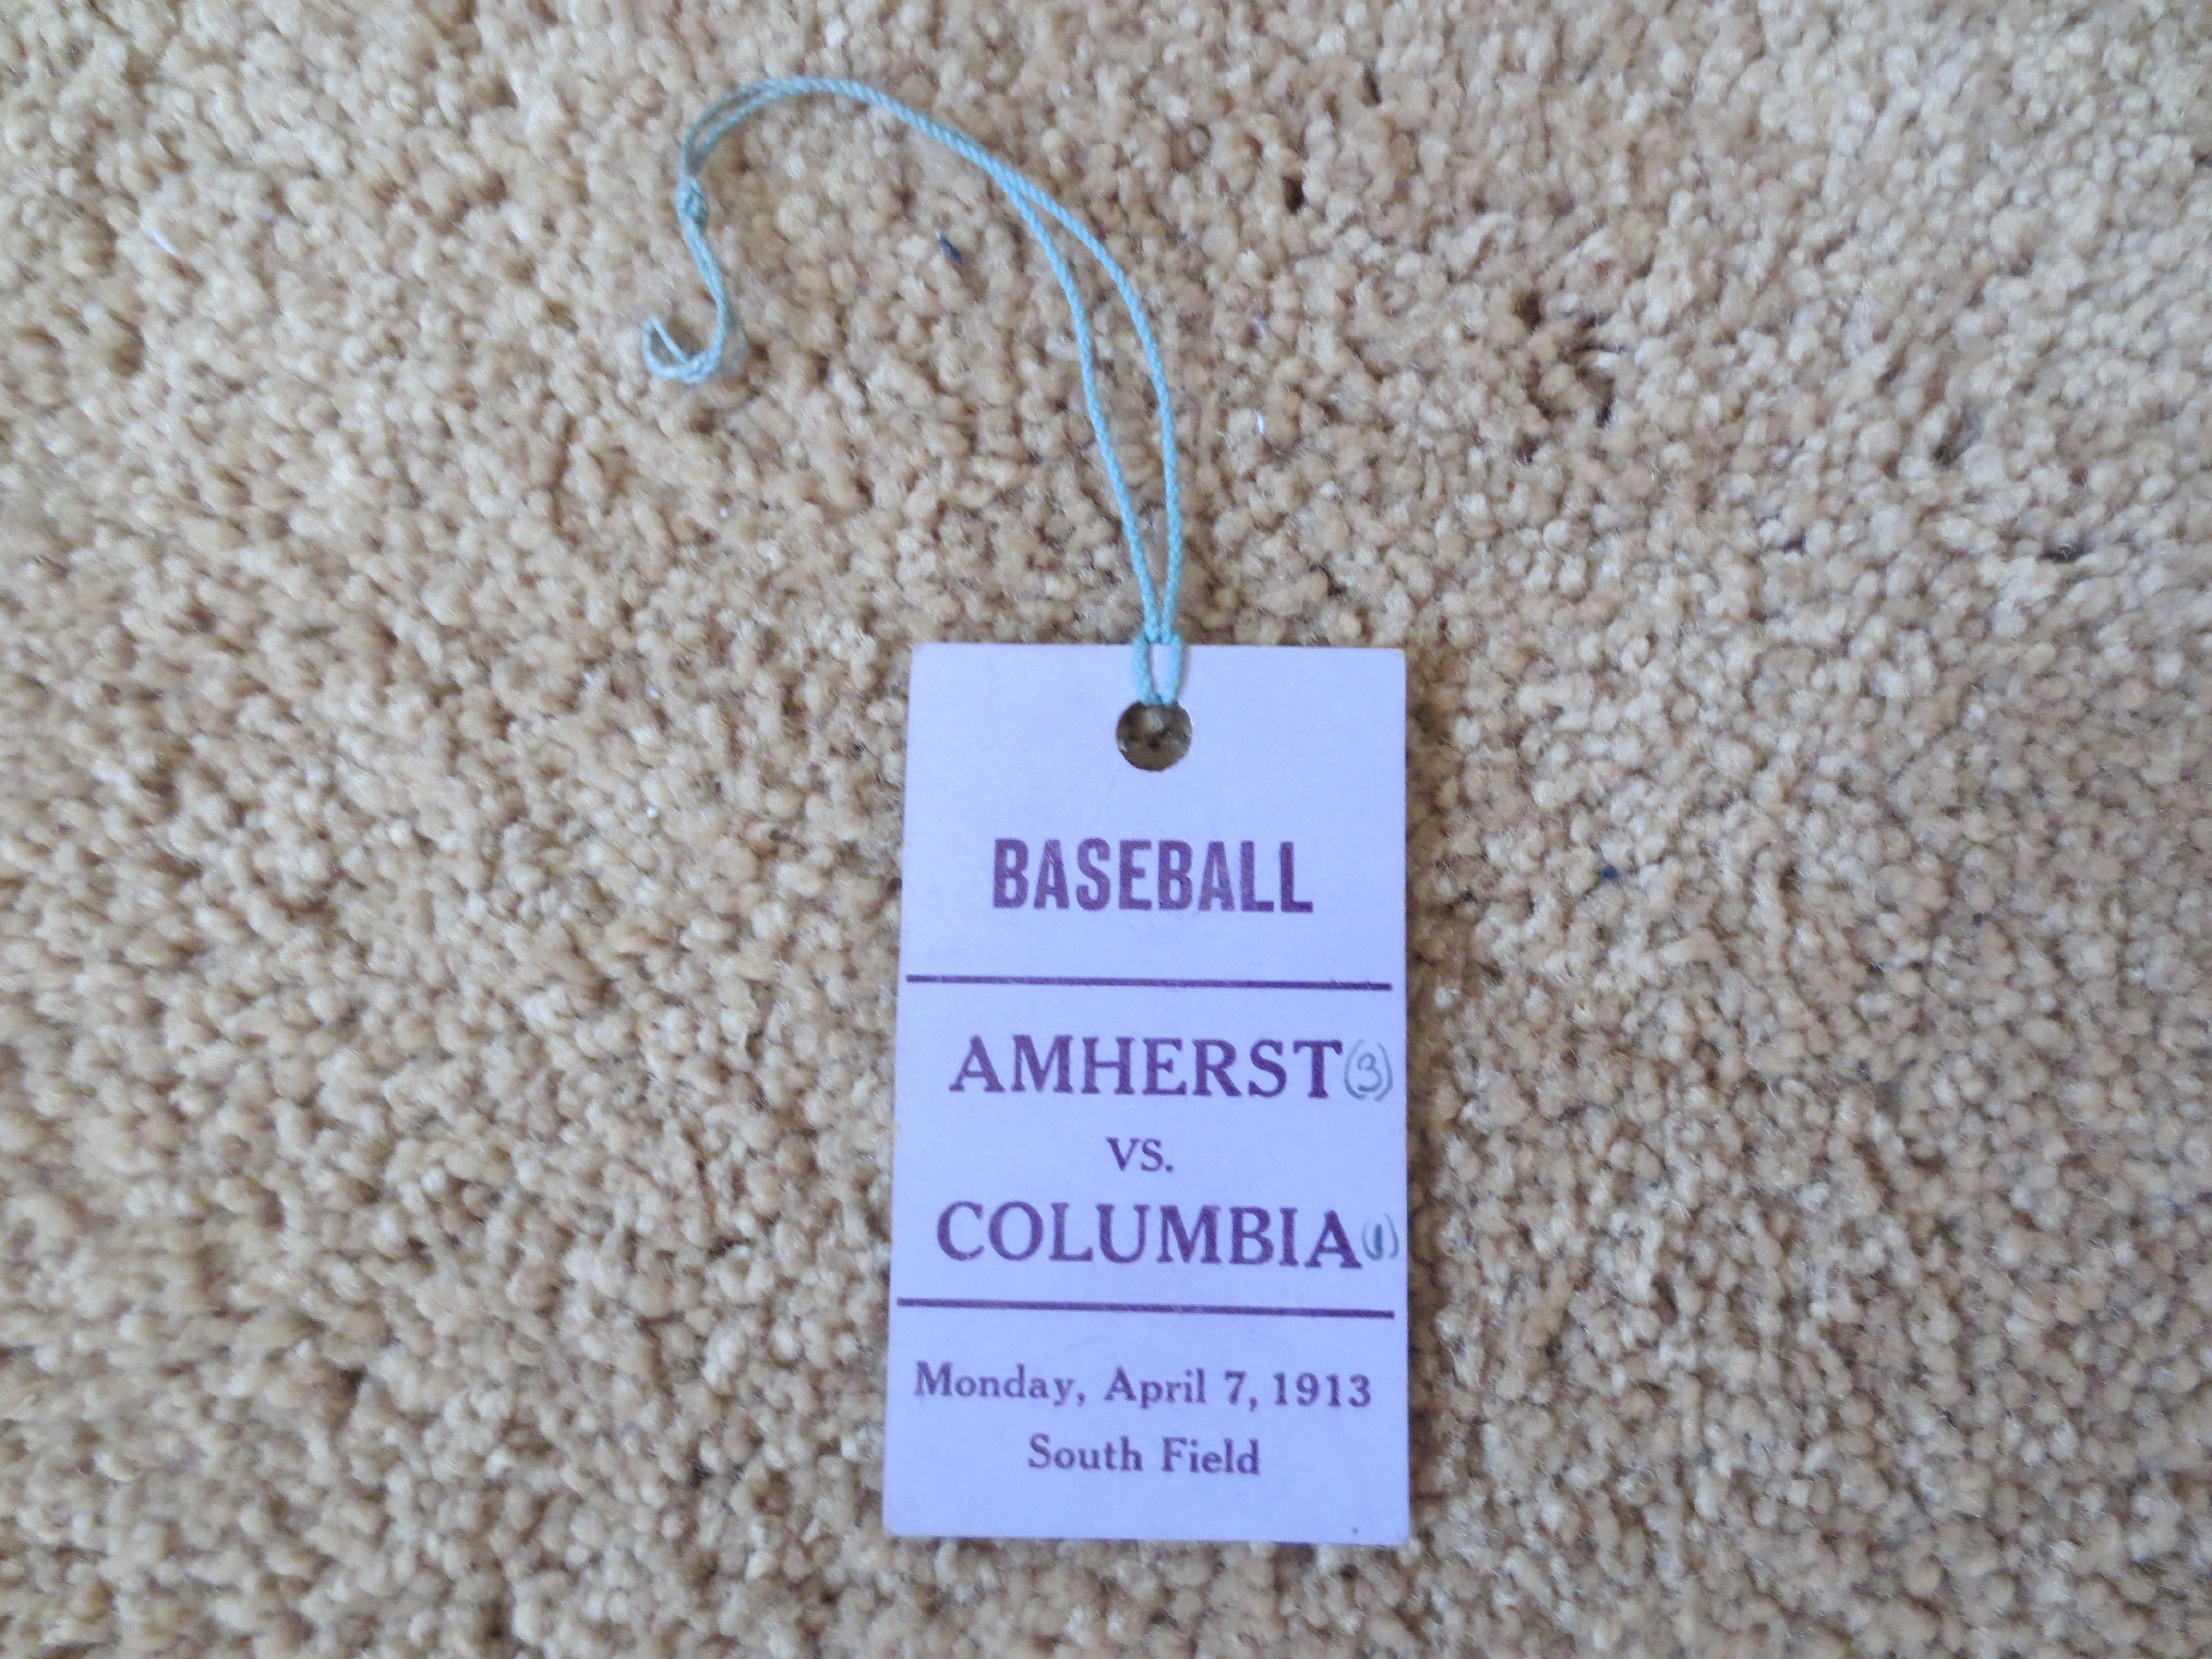 BASEBALL
AMHERST (3)
VS.
COLUMBIA (1)
Monday, April 7, 1913
South Field